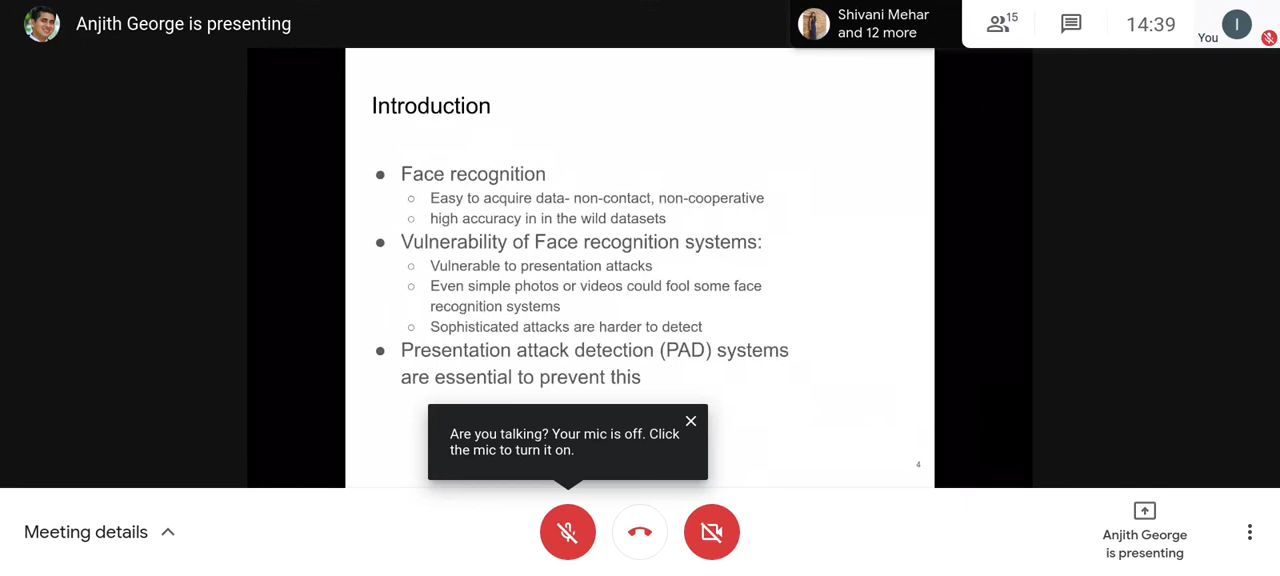 Anjith George is presenting
Shivani Mehar
and 12 more
15
14:39
You
I
Introduction
● Face recognition
○ Easy to acquire data- non-contact, non-cooperative
○ high accuracy in in the wild datasets
● Vulnerability of Face recognition systems:
○ Vulnerable to presentation attacks
○ Even simple photos or videos could fool some face
recognition systems
○ Sophisticated attacks are harder to detect
● Presentation attack detection (PAD) systems
are essential to prevent this
Are you talking? Your mic is off. Click
the mic to turn it on.
4
Meeting details
Anjith George
is presenting